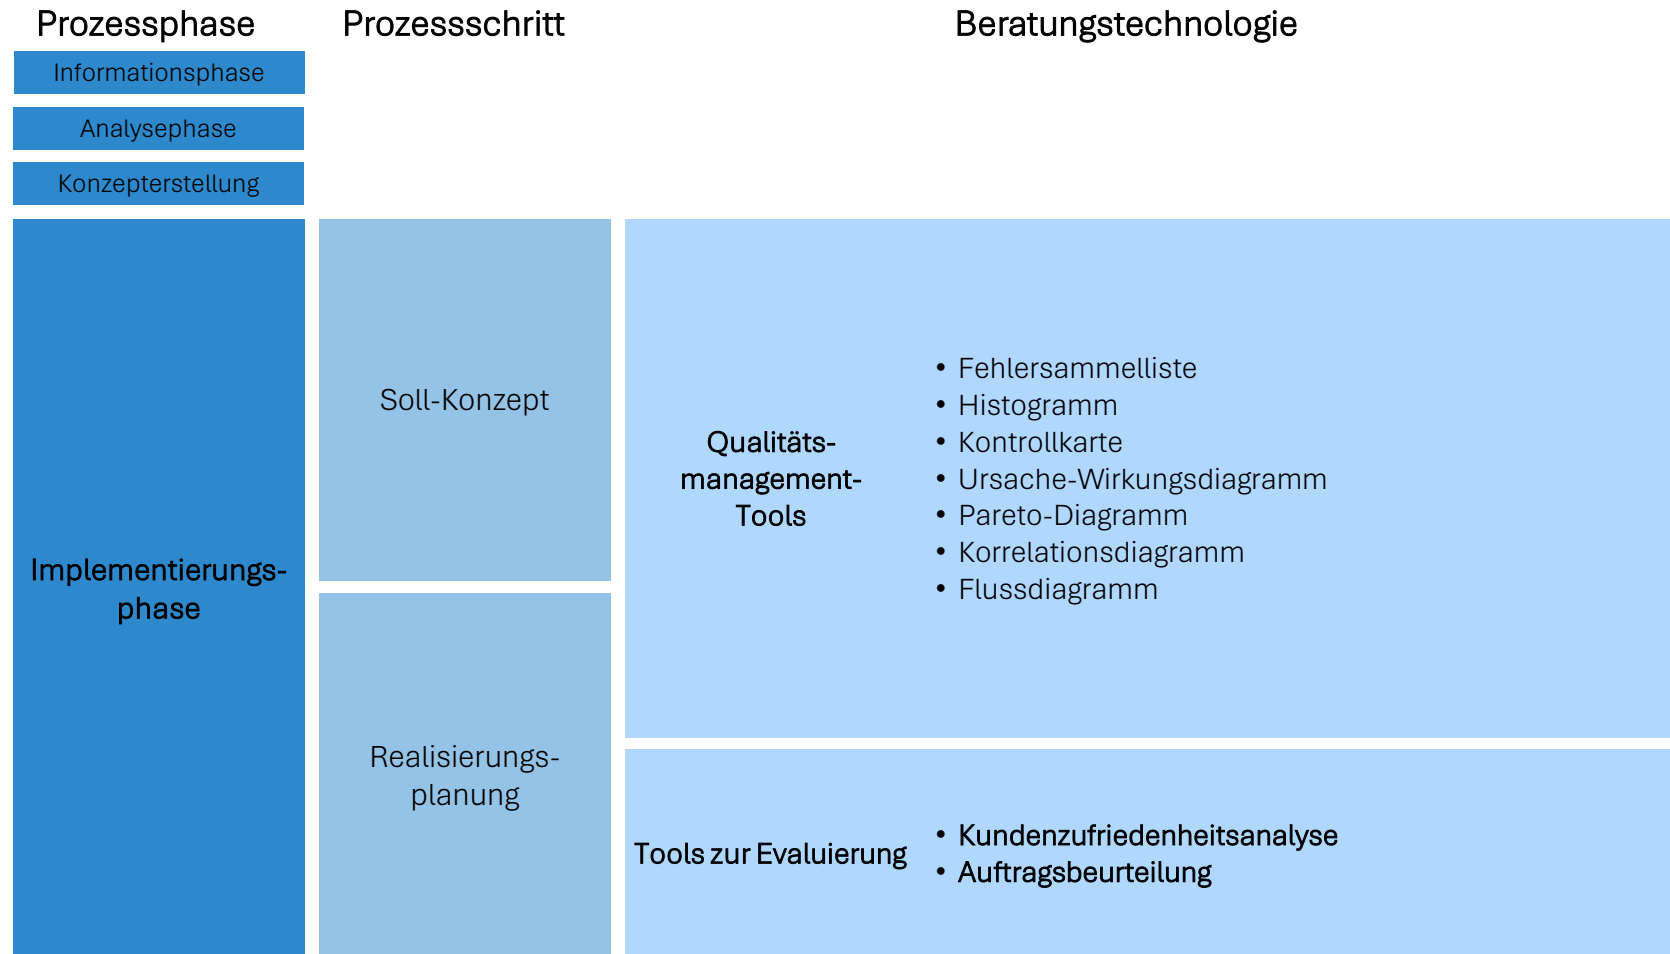 Prozessphase
Prozessschritt
Beratungstechnologie
Informationsphase
Analysephase
Konzepterstellung
Implementierungs-
phase
Soll-Konzept
Realisierungs-
planung
Qualitäts-
management-
Tools
• Fehlersammelliste
• Histogramm
• Kontrollkarte
• Ursache-Wirkungsdiagramm
• Pareto-Diagramm
• Korrelationsdiagramm
• Flussdiagramm
Tools zur Evaluierung
• Kundenzufriedenheitsanalyse
• Auftragsbeurteilung